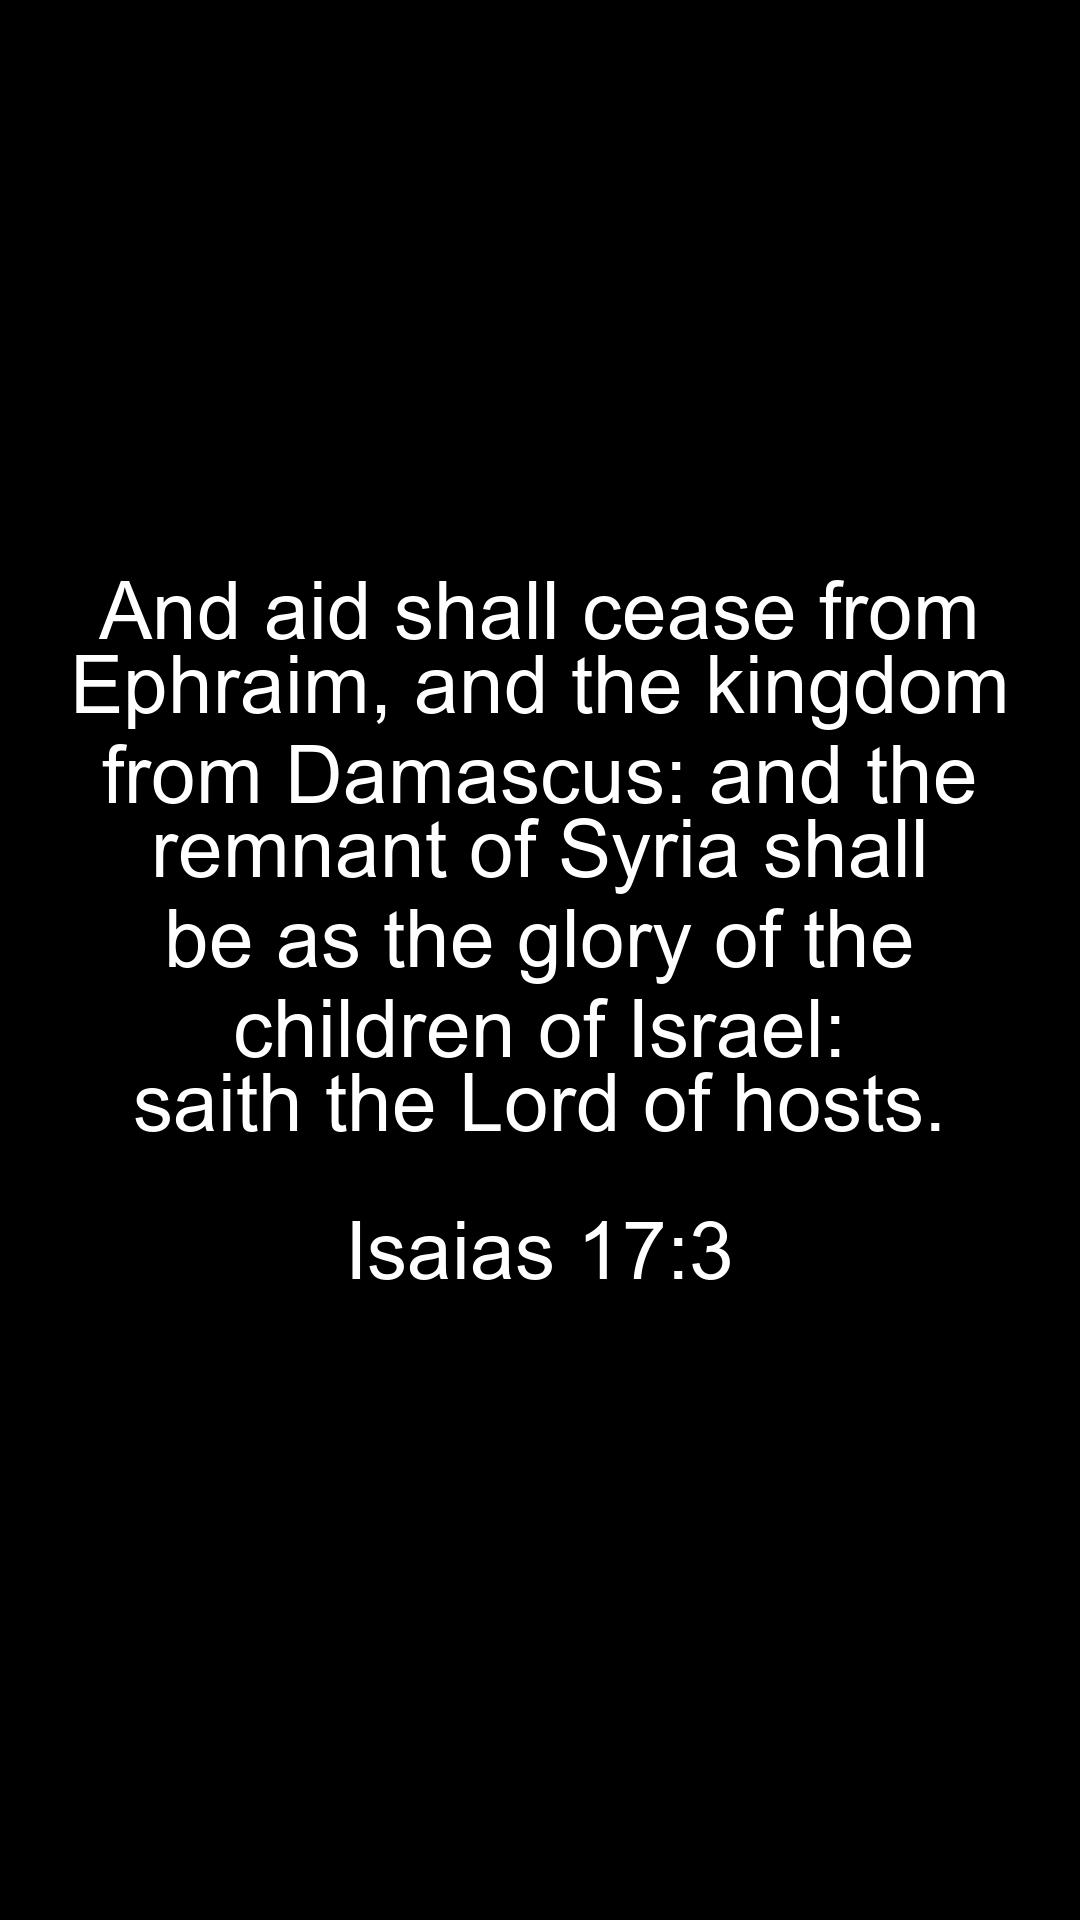 And aid shall cease from
Ephraim, and the kingdom
from Damascus: and the
remnant of Syria shall
be as the glory of the
children of Israel:
saith the Lord of hosts.
Isaias 17:3